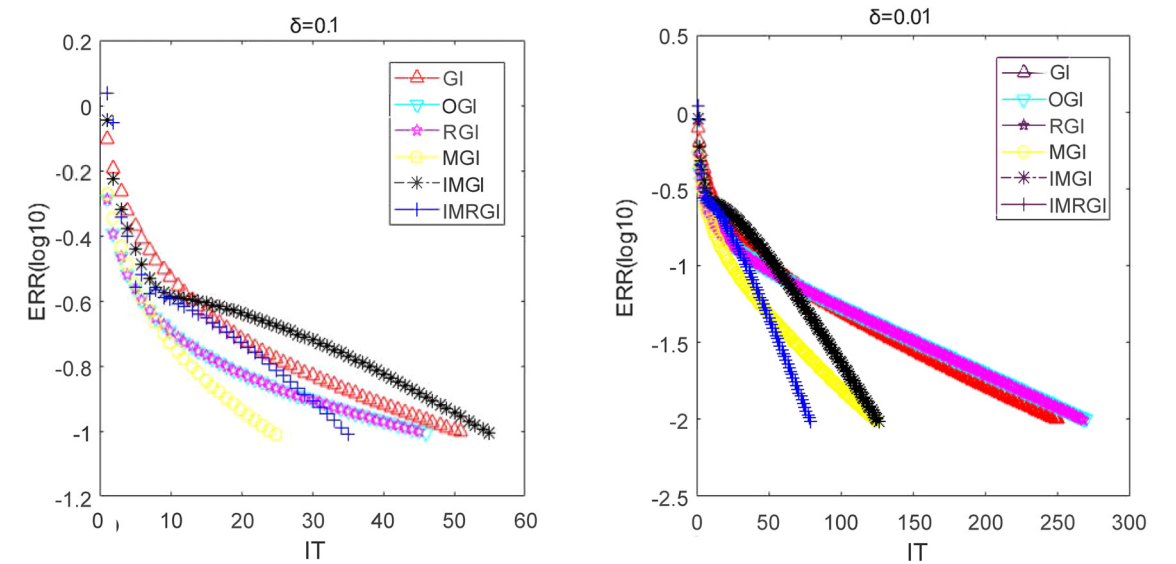 δ=0.1
0.2
0
-0.2
-0.4
-0.6
-0.8
-1
-1.2
ERR(log10)
GI
OGI
RGI
MGI
IMGI
IMRGI
0 ) 10 20 30 40 50 60
IT
δ=0.01
0.5
0
-0.5
-1
-1.5
-2
-2.5
ERR(log10)
GI
OGI
RGI
MGI
IMGI
IMRGI
0 50 100 150 200 250 300
IT